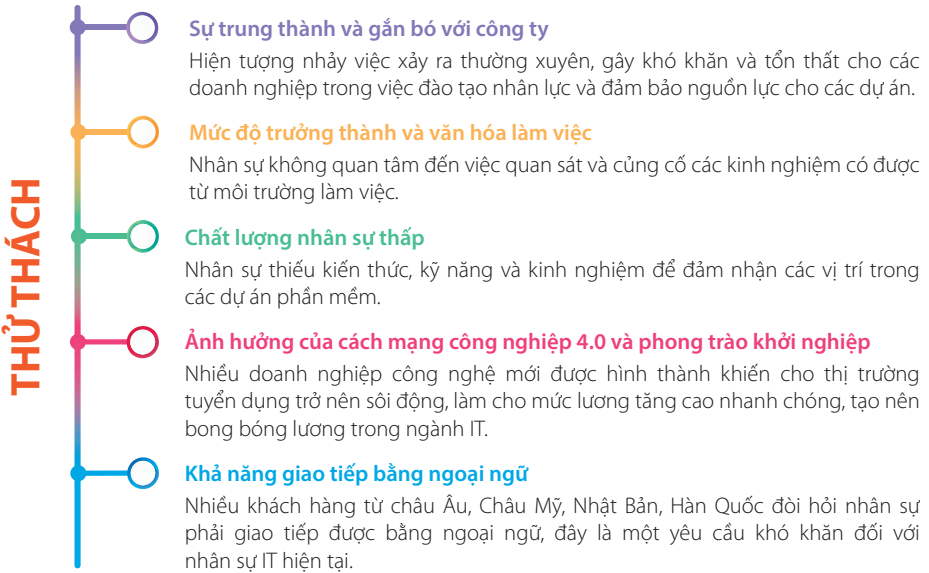 THỬ THÁCH
Sự trung thành và gắn bó với công ty
Hiện tượng nhảy việc xảy ra thường xuyên, gây khó khăn và tổn thất cho các
doanh nghiệp trong việc đào tạo nhân lực và đảm bảo nguồn lực cho các dự án.
Mức độ trưởng thành và văn hóa làm việc
Nhân sự không quan tâm đến việc quan sát và củng cố các kinh nghiệm có được
từ môi trường làm việc.
Chất lượng nhân sự thấp
Nhân sự thiếu kiến thức, kỹ năng và kinh nghiệm để đảm nhận các vị trí trong
các dự án phần mềm.
Ảnh hưởng của cách mạng công nghiệp 4.0 và phong trào khởi nghiệp
Nhiều doanh nghiệp công nghệ mới được hình thành khiến cho thị trường
tuyển dụng trở nên sôi động, làm cho mức lương tăng cao nhanh chóng, tạo nên
bong bóng lương trong ngành IT.
Khả năng giao tiếp bằng ngoại ngữ
Nhiều khách hàng từ châu Âu, Châu Mỹ, Nhật Bản, Hàn Quốc đòi hỏi nhân sự
phải giao tiếp được bằng ngoại ngữ, đây là một yêu cầu khó khăn đối với
nhân sự IT hiện tại.